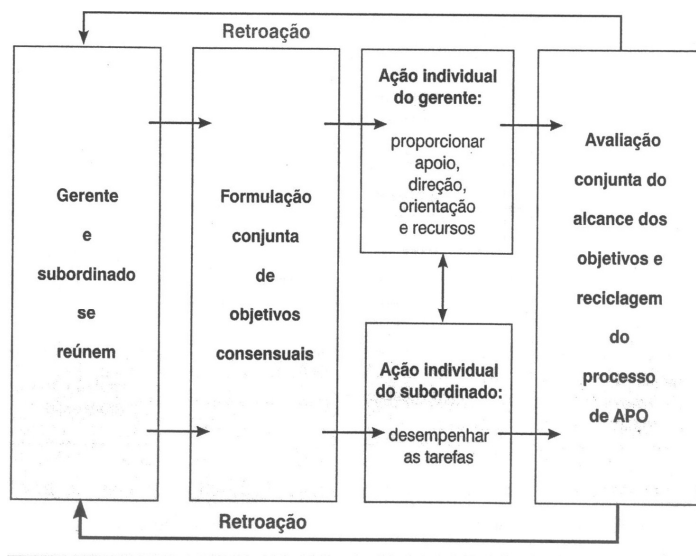 Retroação
Gerente
e
subordinado
se
reúnem
Formulação
conjunta
de
objetivos
consensuais
Ação individual
do gerente:
proporcionar
apoio,
direção,
orientação
e recursos
Ação individual
do subordinado:
desempenhar
as tarefas
Avaliação
conjunta do
alcance dos
objetivos e
reciclagem
do
processo
de APO
Retroação